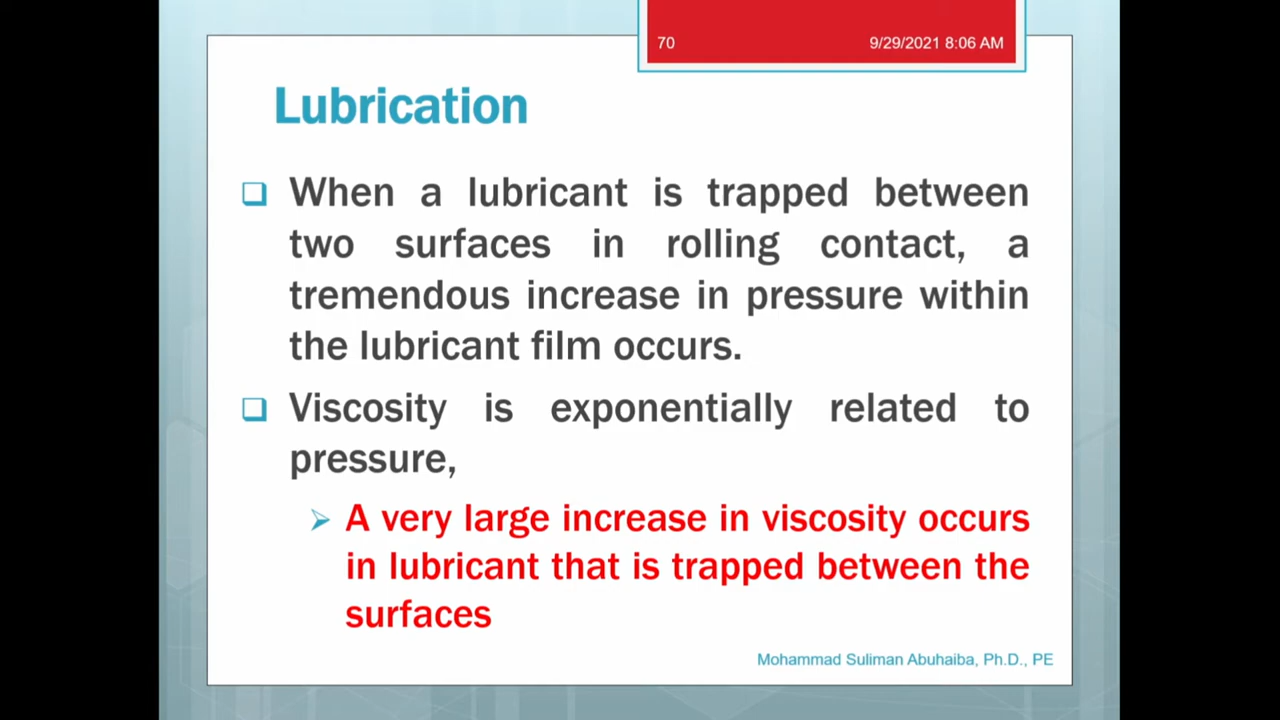 70
9/29/2021 8:06 AM
Lubrication
When a lubricant is trapped between
two surfaces in rolling contact, a
tremendous increase in pressure within
the lubricant film occurs.
Viscosity is exponentially related to
pressure,
A very large increase in viscosity occurs
in lubricant that is trapped between the
surfaces
Mohammad Suliman Abuhaiba, Ph.D., PE